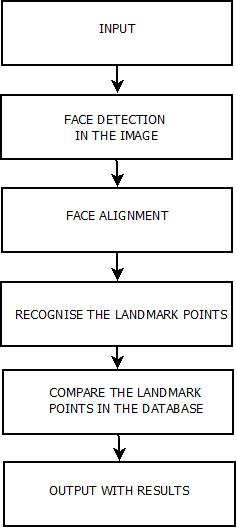 INPUT
FACE DETECTION
IN THE IMAGE
FACE ALIGNMENT
RECOGNISE THE LANDMARK POINTS
COMPARE THE LANDMARK
POINTS IN THE DATABASE
OUTPUT WITH RESULTS